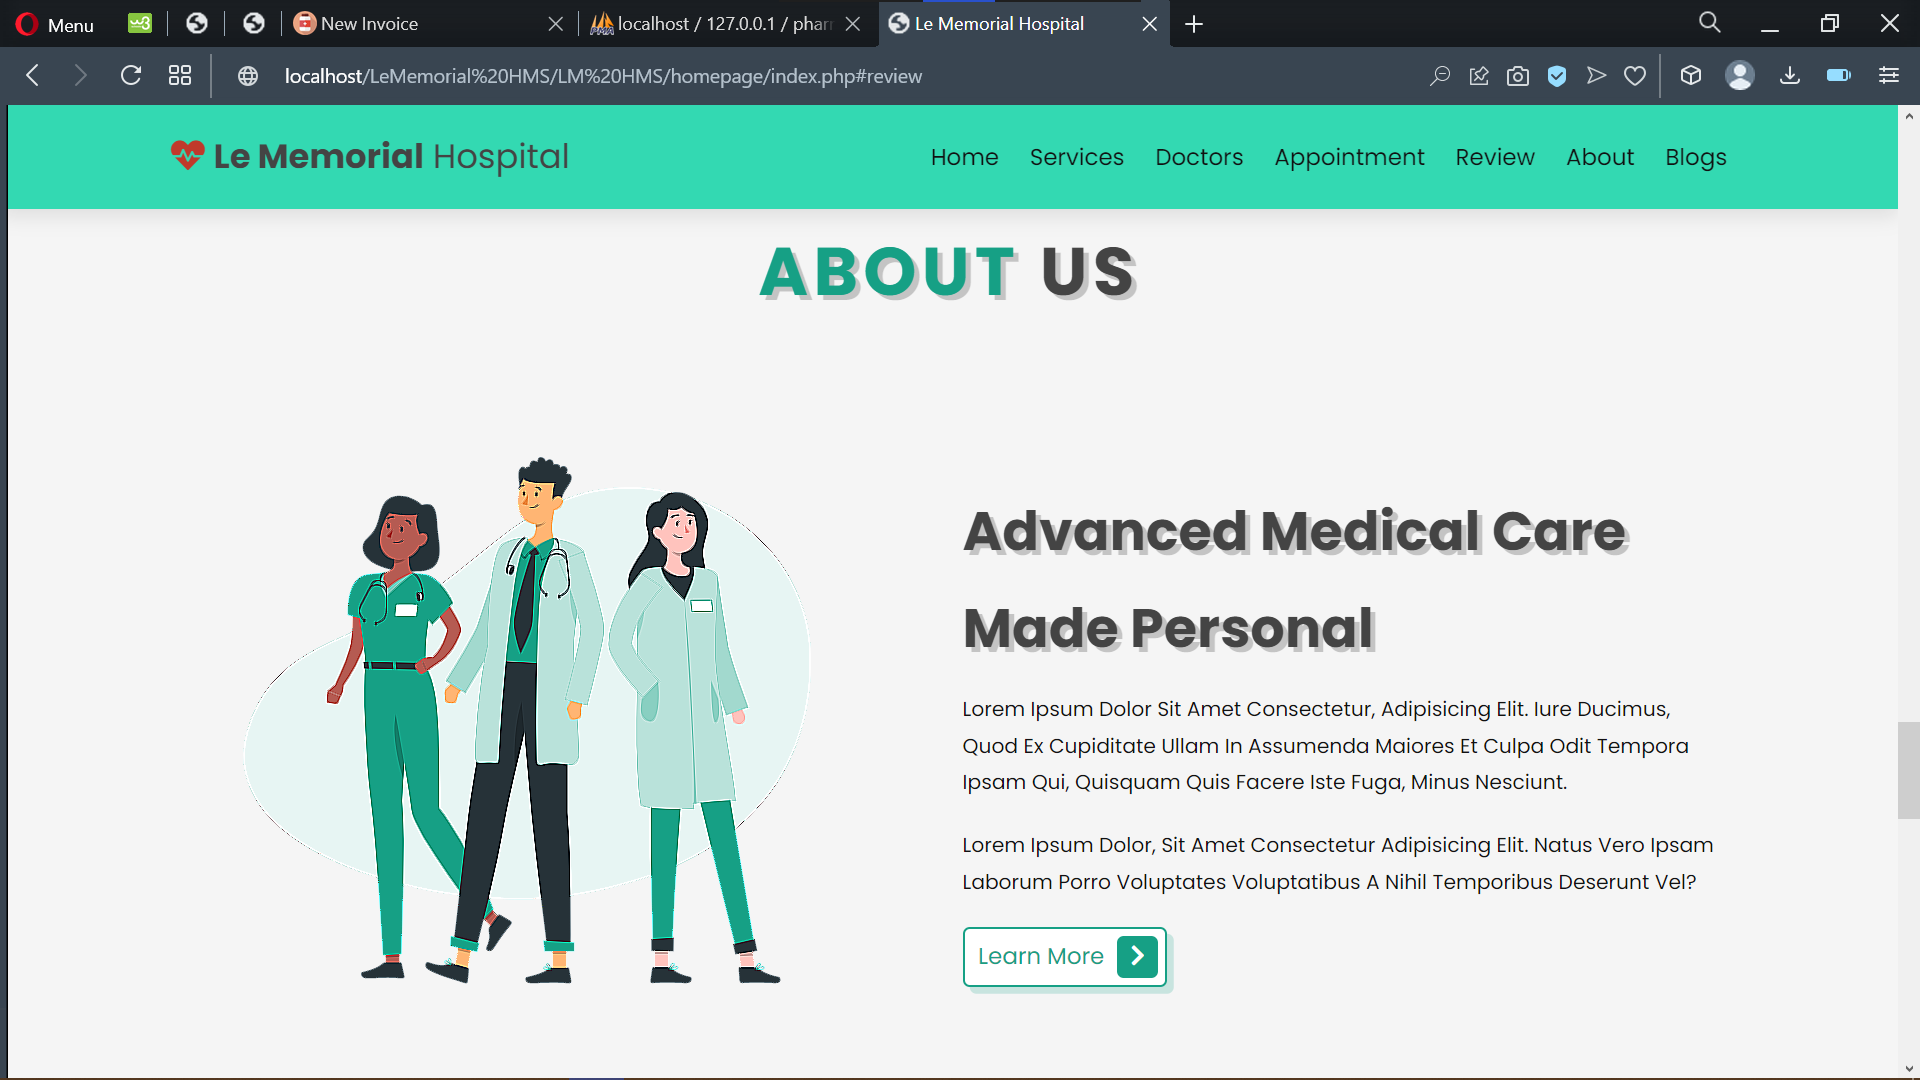 Menu
New Invoice
localhost / 127.0.0.1 / phar
Le Memorial Hospital
localhost/LeMemorial%20HMS/LM%20HMS/homepage/index.php#review
Le Memorial Hospital
Home Services Doctors Appointment Review About Blogs
ABOUT US
Advanced Medical Care
Made Personal
Lorem Ipsum Dolor Sit Amet Consectetur, Adipisicing Elit. Iure Ducimus,
Quod Ex Cupiditate Ullam In Assumenda Maiores Et Culpa Odit Tempora
Ipsam Qui, Quisquam Quis Facere Iste Fuga, Minus Nesciunt.
Lorem Ipsum Dolor, Sit Amet Consectetur Adipisicing Elit. Natus Vero Ipsam
Laborum Porro Voluptates Voluptatibus A Nihil Temporibus Deserunt Vel?
Learn More